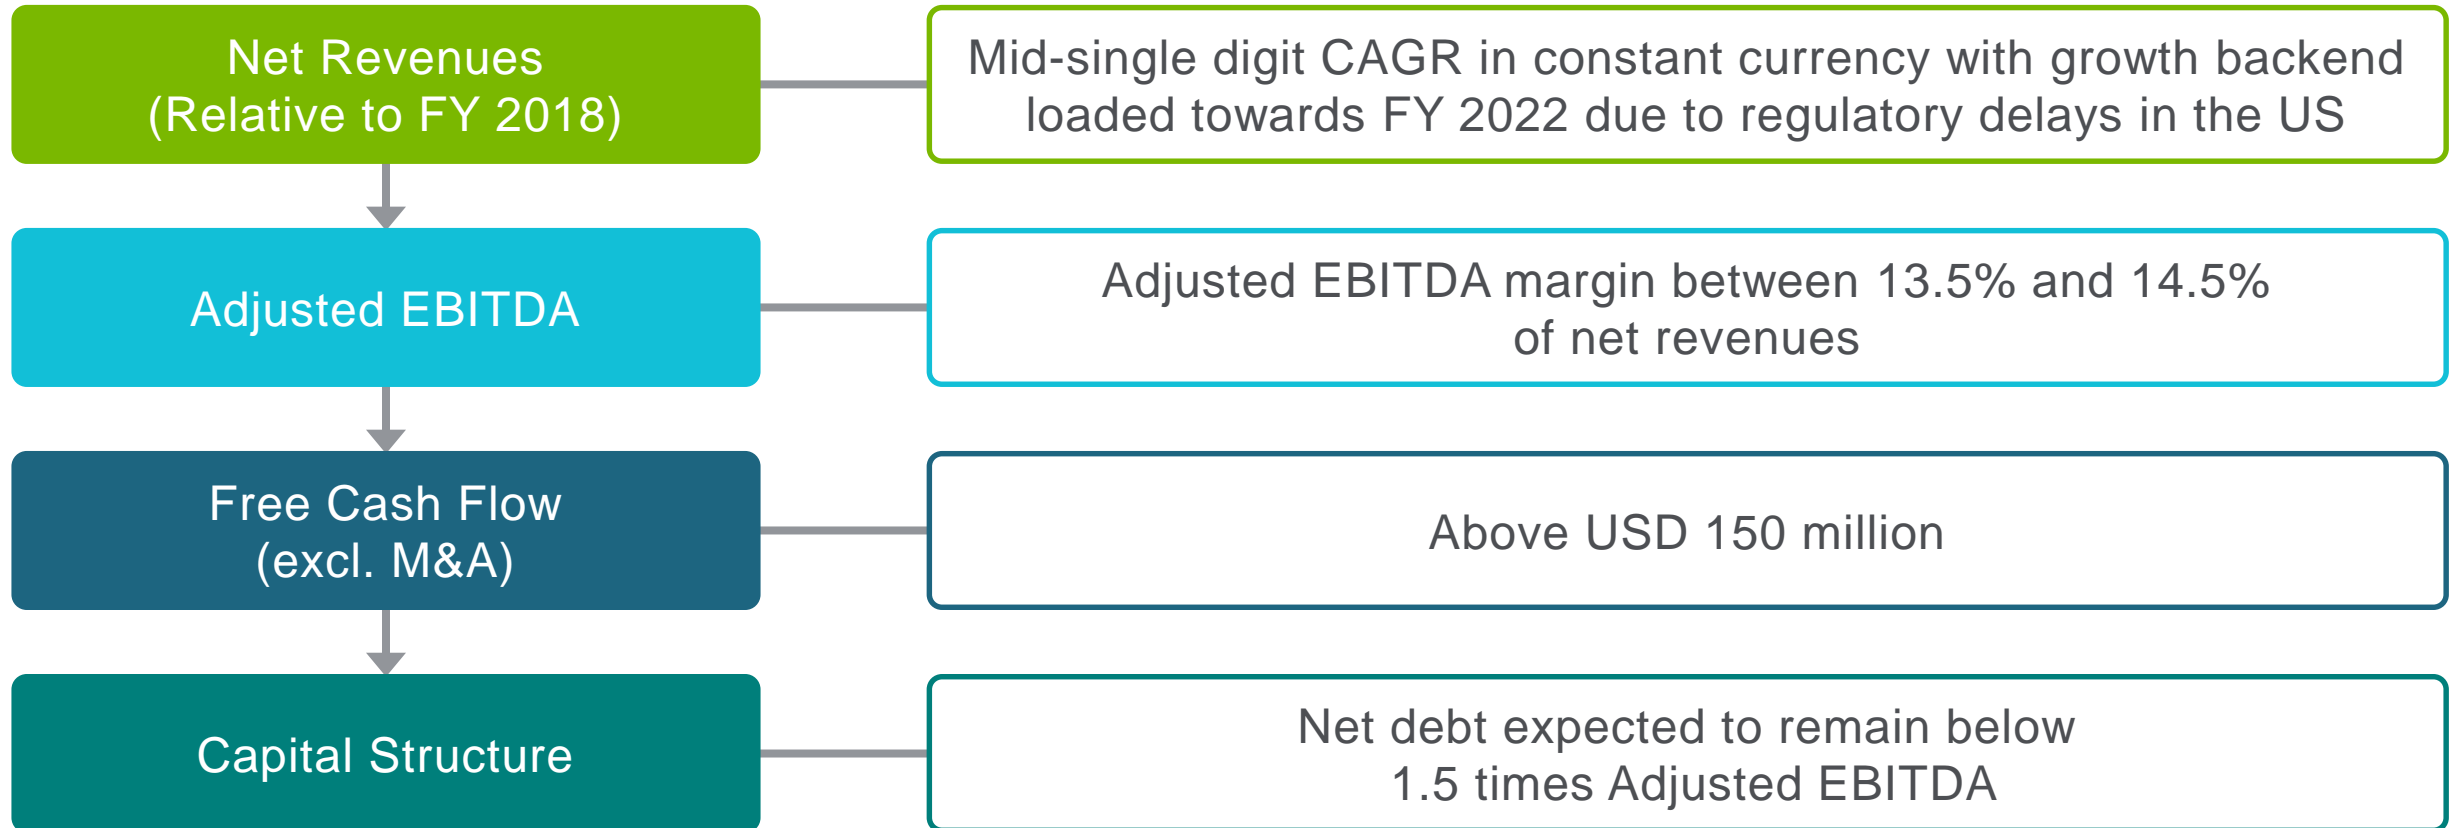 Net Revenues
(Relative to FY 2018)
Mid-single digit CAGR in constant currency with growth backend
loaded towards FY 2022 due to regulatory delays in the US
Adjusted EBITDA
Adjusted EBITDA margin between 13.5% and 14.5%
of net revenues
Free Cash Flow
(excl. M&A)
Above USD 150 million
Capital Structure
Net debt expected to remain below
1.5 times Adjusted EBITDA